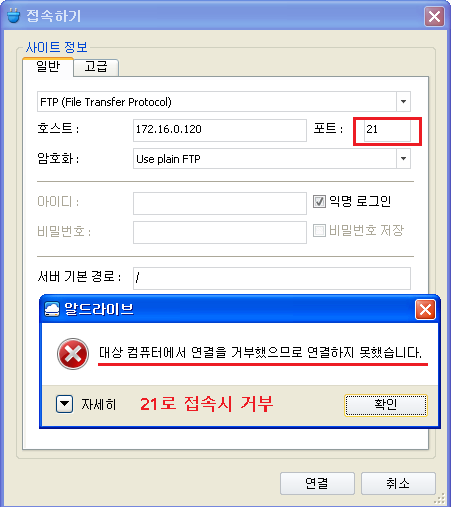 접속하기
사이트 정보
일반 고급
FTP (File Transfer Protocol)
호스트 : 172.16.0.120 포트 : 21
암호화 : Use plain FTP
아이디 : 익명 로그인
비밀번호 : 비밀번호 저장
서버 기본 경로 : /
알드라이브
대상 컴퓨터에서 연결을 거부했으므로 연결하지 못했습니다.
자세히 21로 접속시 거부 확인
연결 취소